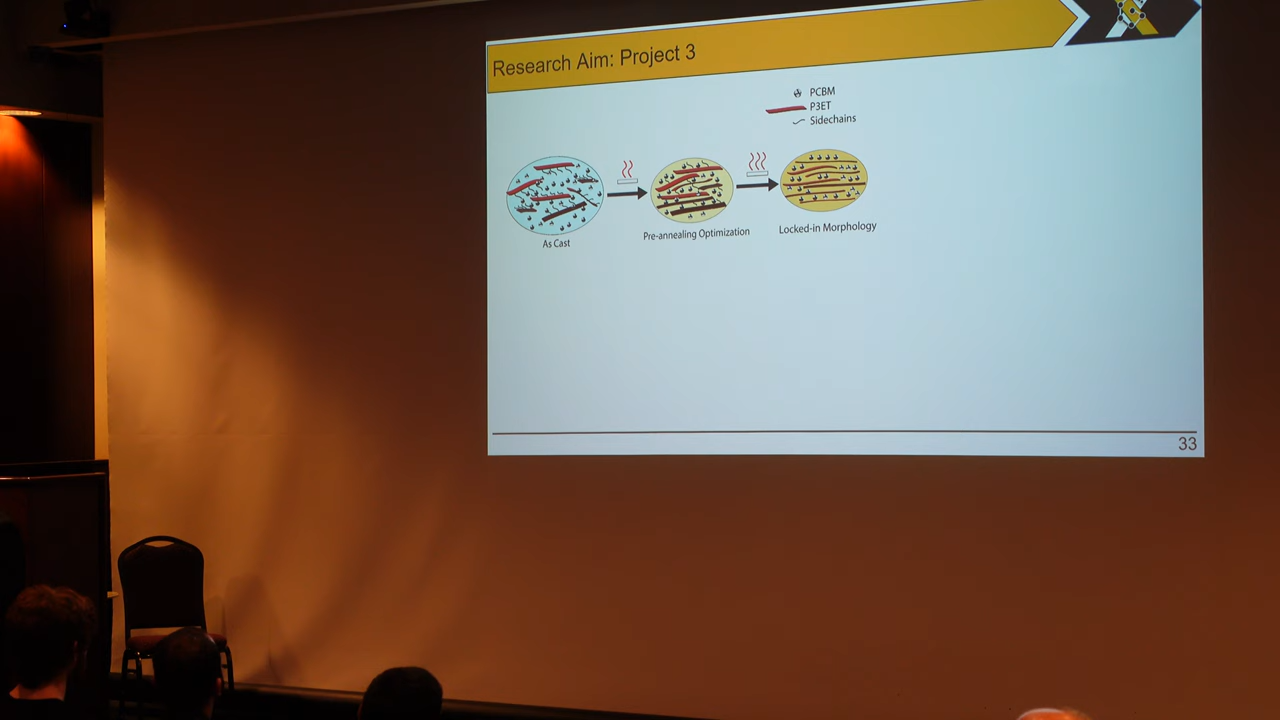 Research Aim: Project 3
PCBM
P3ET
Sidechains
As Cast
Pre-annealing Optimization
Locked-in Morphology
33